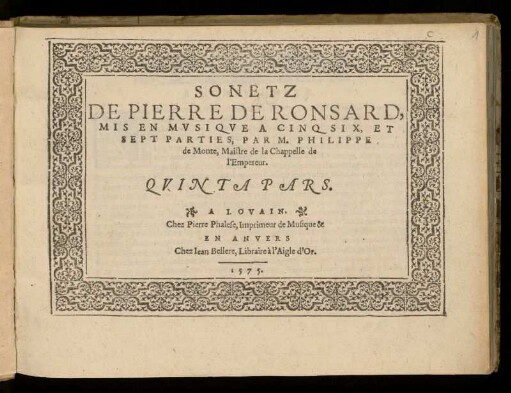 SONETZ
DE PIERRE DE RONSARD,
MIS EN MVSIQVE A CINQ SIX, ET
SEPT PARTIES, PAR M. PHILIPPE
de Monte, Maistre de la Chappelle de
l'Empereur.
QVINTA PARS.
A LOVAIN.
Chez Pierre Phalese, Imprimeur de Musique &
EN ANVERS
Chez Iean Bellere, Libraire à l'Aigle d'Or.
1575.